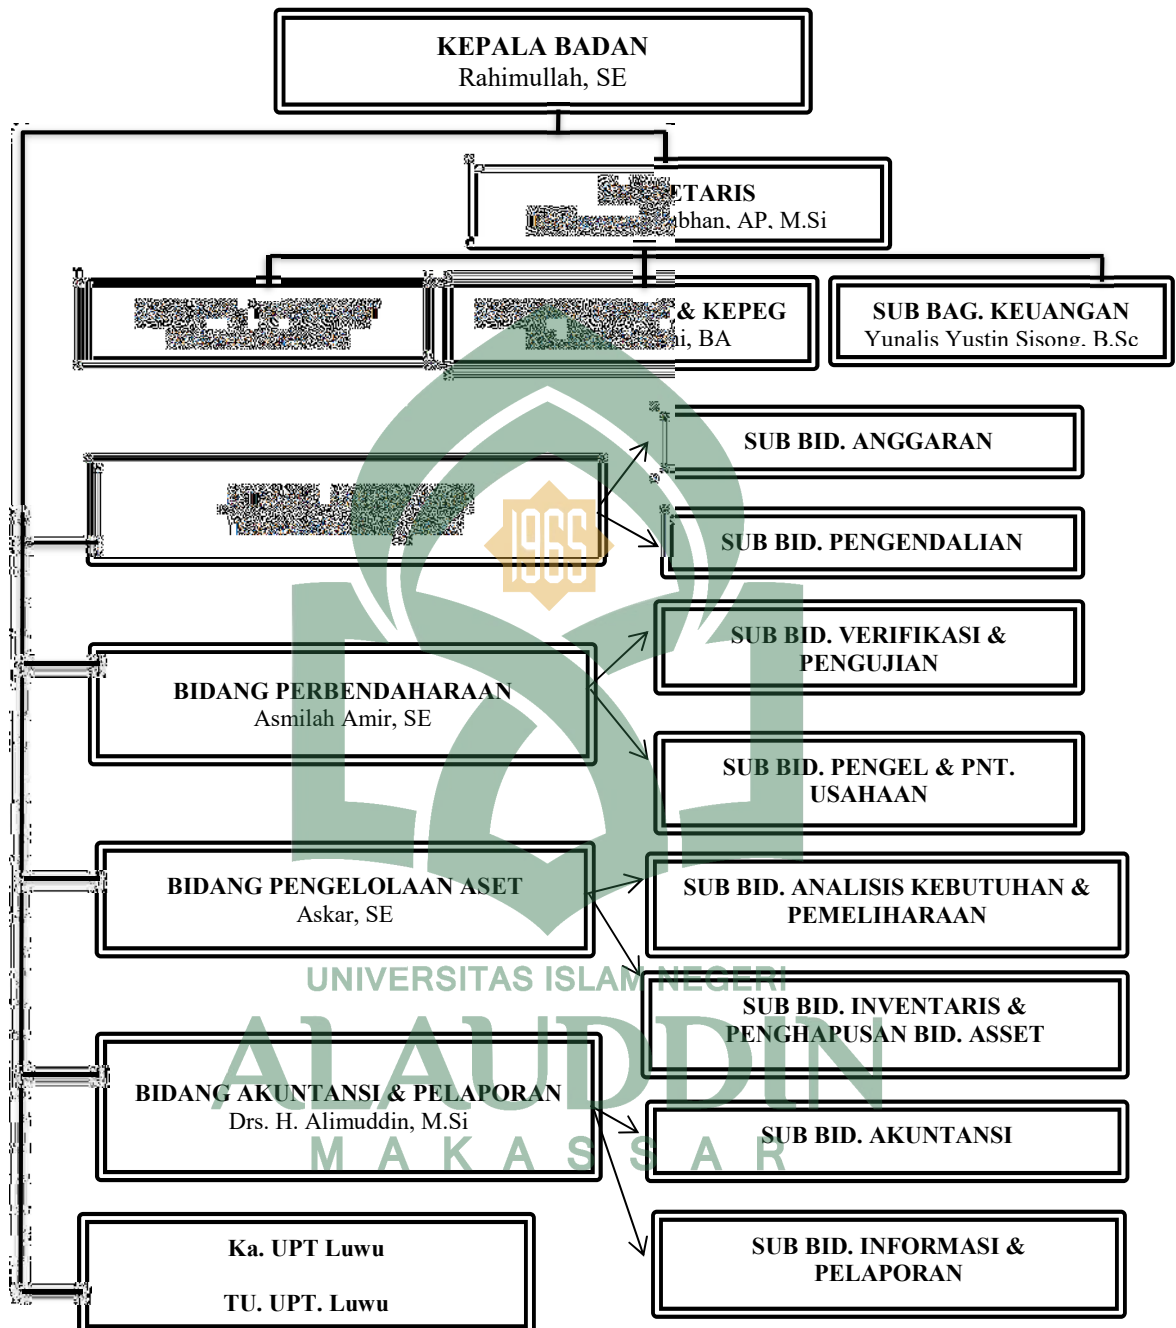 KEPALA BADAN
Rahimullah, SE
ETARIS
AP, M.Si
& KEPEG
BA
SUB BAG. KEUANGAN
Yunalis Yustin Sisong, B.Sc
SUB BID. ANGGARAN
1965
SUB BID. PENGENDALIAN
SUB BID. VERIFIKASI &
PENGUJIAN
BIDANG PERBENDAHARAAN
Asmilah Amir, SE
SUB BID. PENGEL & PNT.
USAHAAN
BIDANG PENGELOLAAN ASET
Askar, SE
SUB BID. ANALISIS KEBUTUHAN &
PEMELIHARAAN
UNIVERSITAS ISLAM NEGERI
SUB BID. INVENTARIS &
PENGHAPUSAN BID. ASSET
ALAUDDIN
BIDANG AKUNTANSI & PELAPORAN
Drs. H. Alimuddin, M.Si
SUB BID. AKUNTANSI
MAKASSAR
Ka. UPT Luwu
TU. UPT. Luwu
SUB BID. INFORMASI &
PELAPORAN